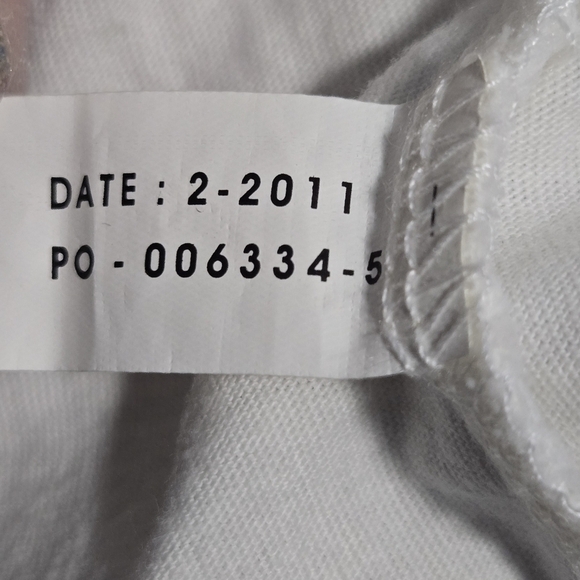 DATE : 2-2011
PO - 006334-5